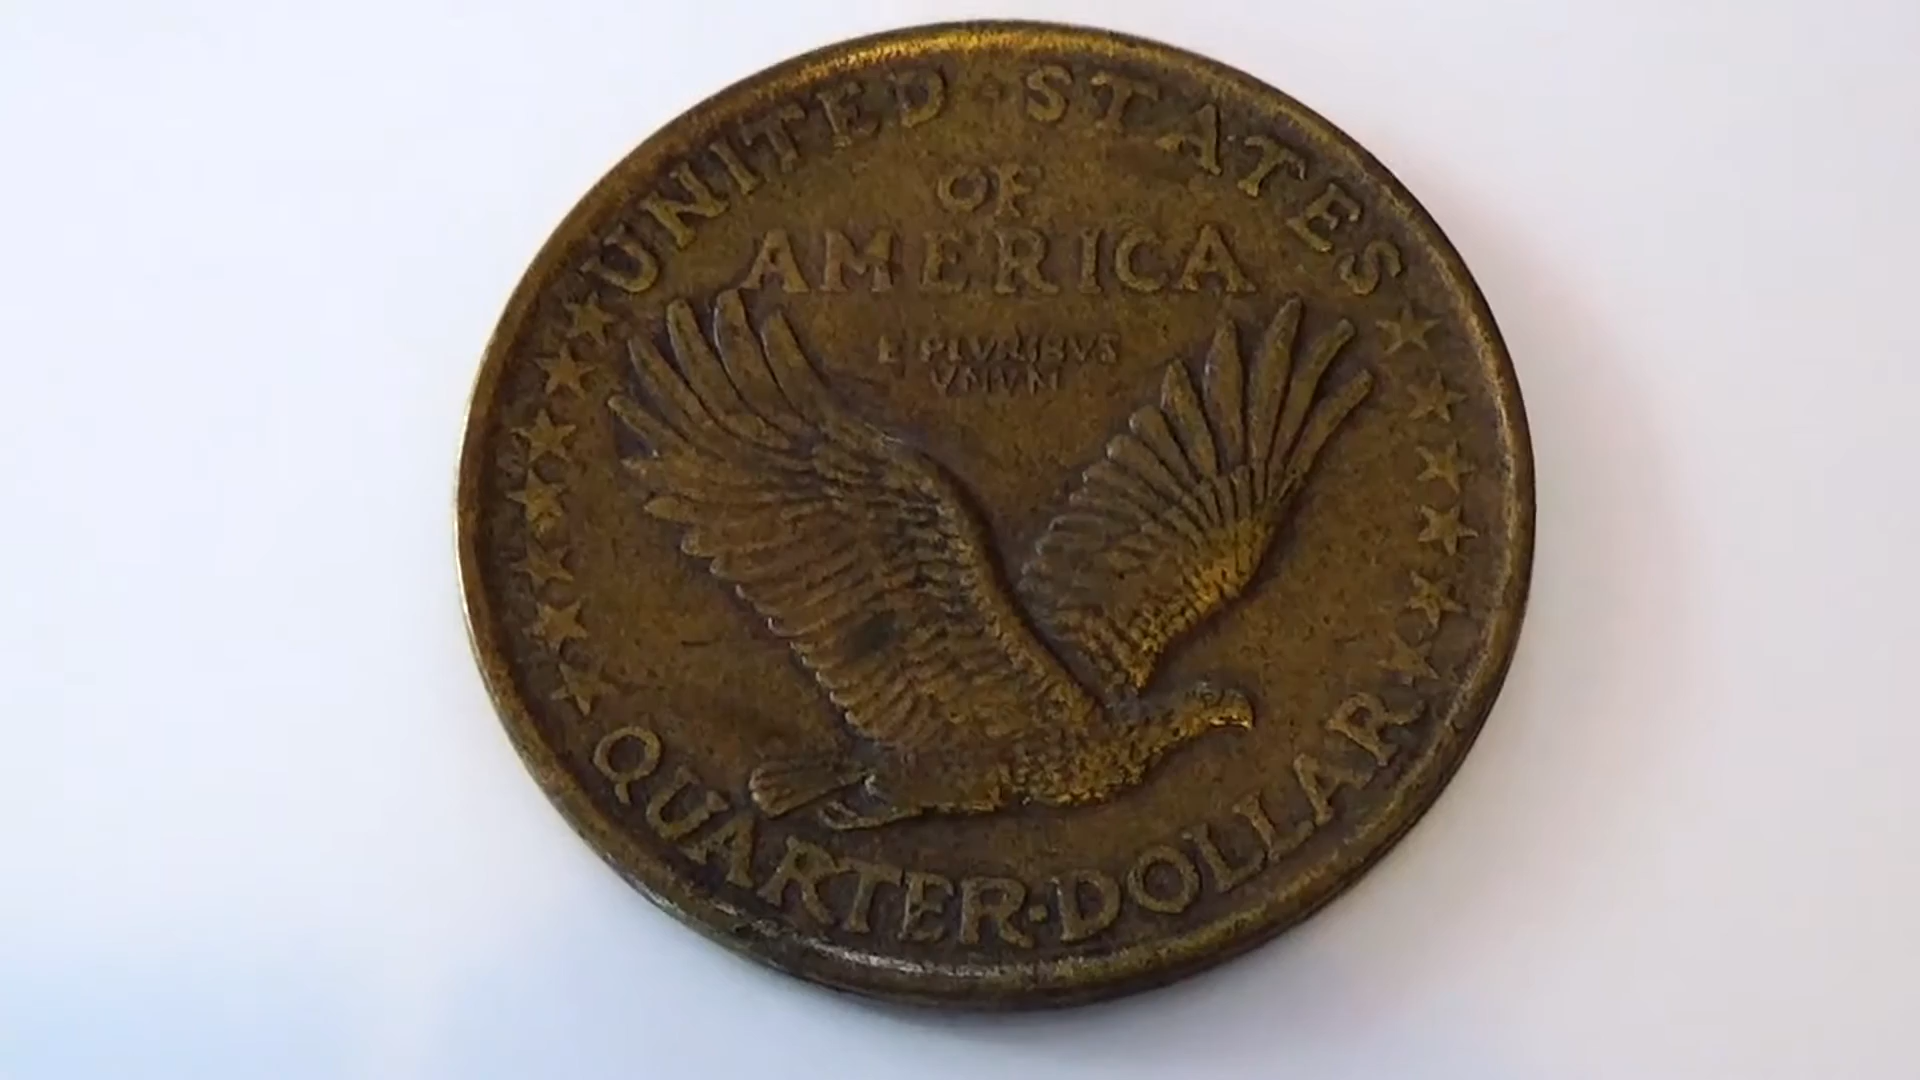 UNITED STATES
OF
AMERICA
E PLVRIBVS
VNVM
QUARTER·DOLLAR